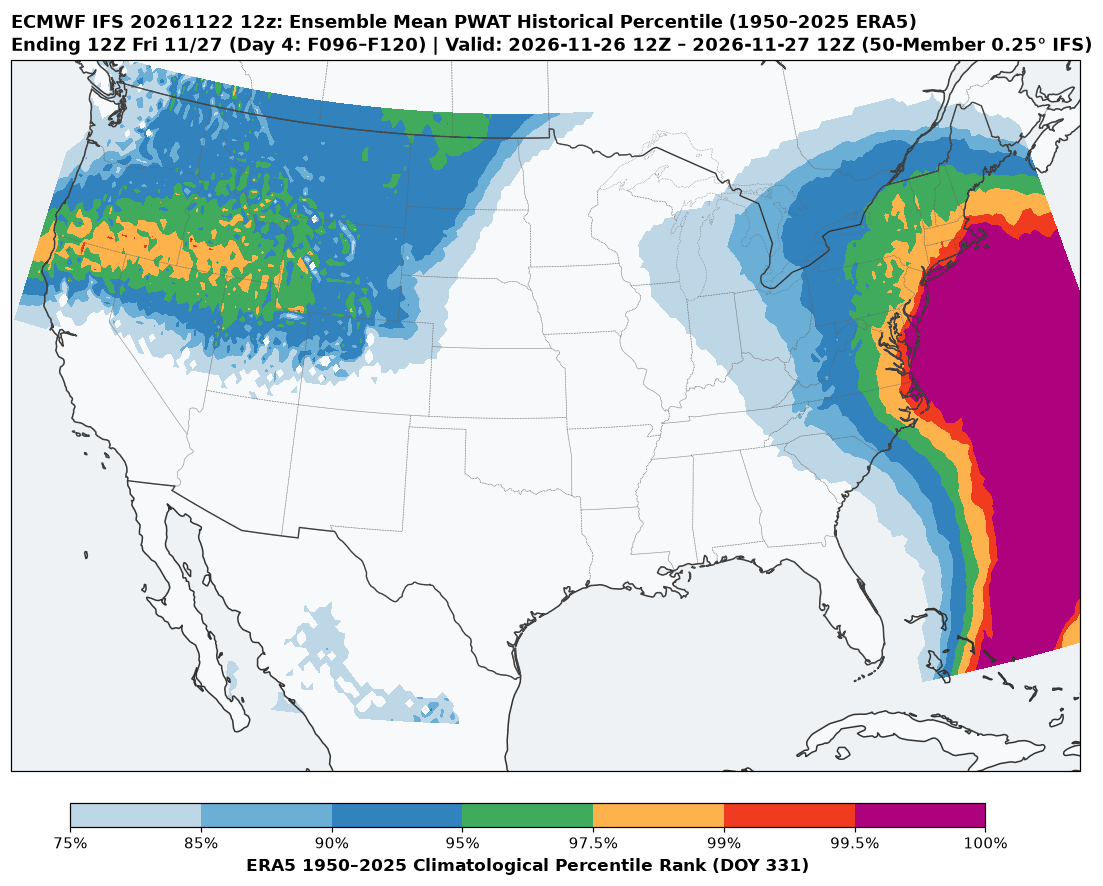 ECMWF IFS 20261122 12z: Ensemble Mean PWAT Historical Percentile (1950–2025 ERA5)
Ending 12Z Fri 11/27 (Day 4: F096–F120) | Valid: 2026-11-26 12Z – 2026-11-27 12Z (50-Member 0.25° IFS)
75% 85% 90% 95% 97.5% 99% 99.5% 100%
ERA5 1950–2025 Climatological Percentile Rank (DOY 331)